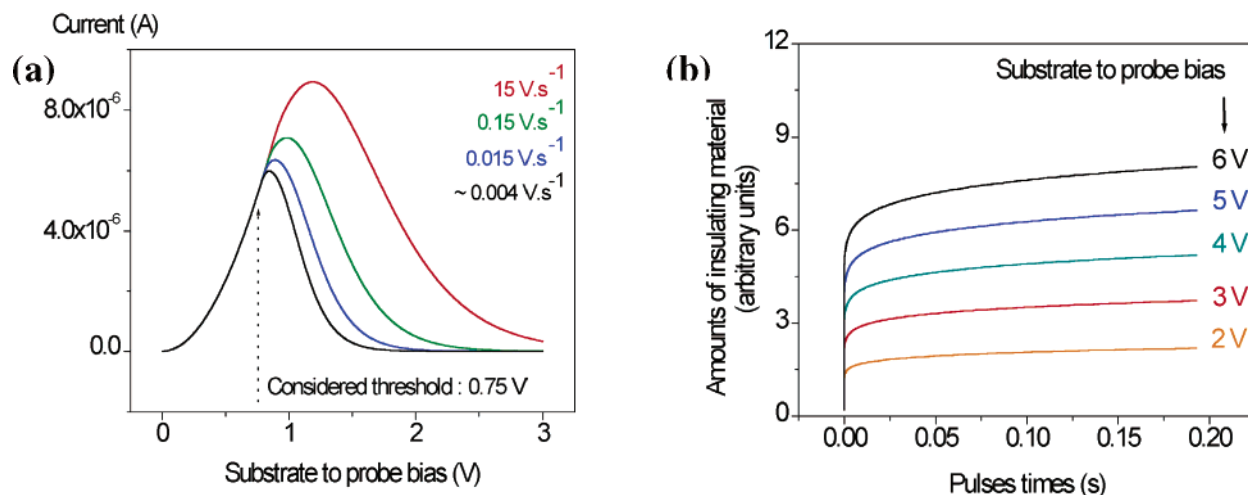 Current (A)
(a)
15 V.s-1
0.15 V.s-1
0.015 V.s-1
~ 0.004 V.s-1
8.0x10-6
4.0x10-6
0.0
Considered threshold : 0.75 V
0 1 2 3
Substrate to probe bias (V)
(b)
Amounts of insulating material
(arbitrary units)
12
9
6
3
0
Substrate to probe bias
6 V
5 V
4 V
3 V
2 V
0.00 0.05 0.10 0.15 0.20
Pulses times (s)